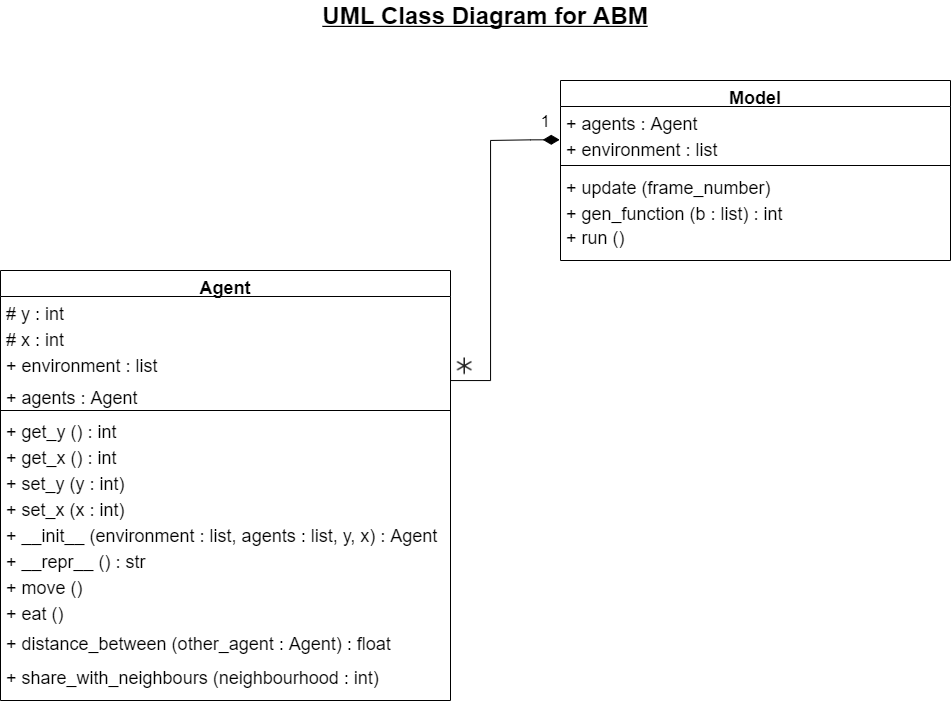 UML Class Diagram for ABM
Model
1
+ agents : Agent
+ environment : list
+ update (frame_number)
+ gen_function (b : list) : int
+ run ()
Agent
# y : int
# x : int
+ environment : list
*
+ agents : Agent
+ get_y () : int
+ get_x () : int
+ set_y (y : int)
+ set_x (x : int)
+ __init__ (environment : list, agents : list, y, x) : Agent
+ __repr__ () : str
+ move ()
+ eat ()
+ distance_between (other_agent : Agent) : float
+ share_with_neighbours (neighbourhood : int)